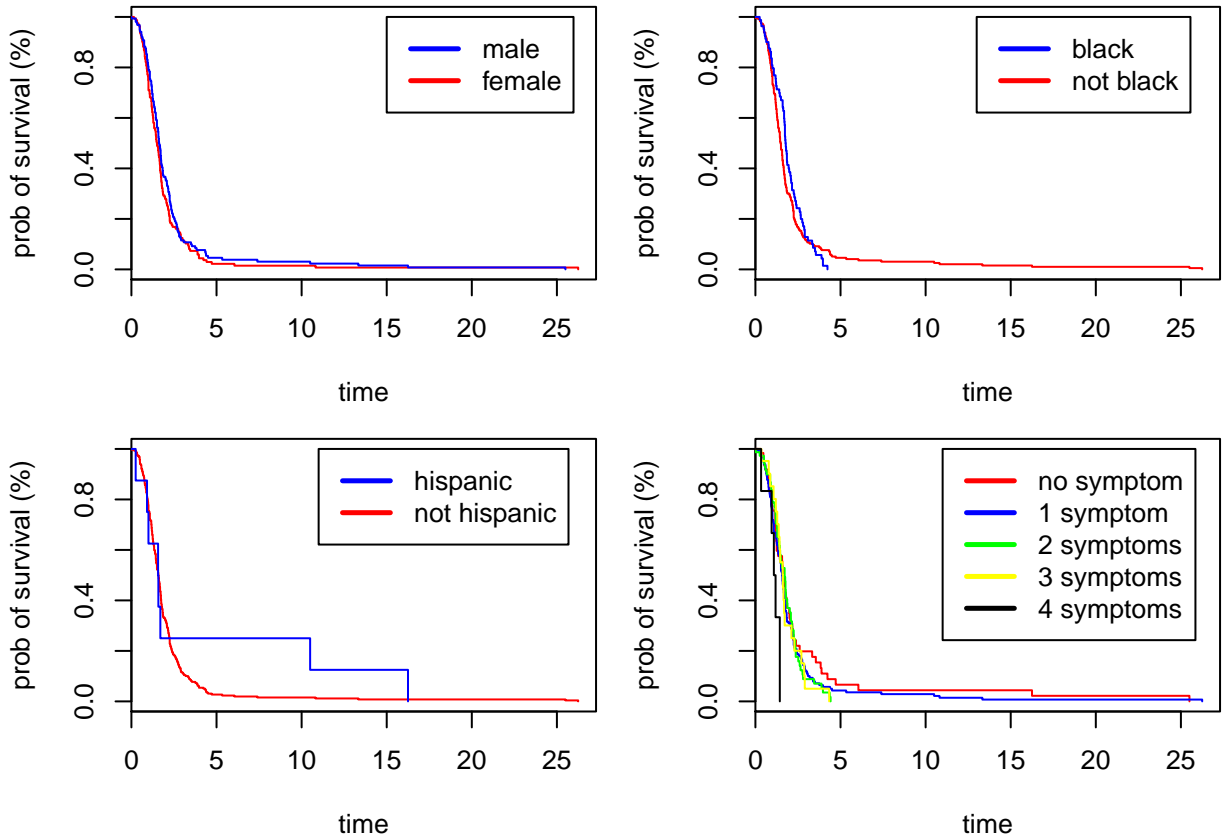 prob of survival (%)
0.0 0.4 0.8
male
female
0 5 10 15 20 25
time
prob of survival (%)
0.0 0.4 0.8
black
not black
0 5 10 15 20 25
time
prob of survival (%)
0.0 0.4 0.8
hispanic
not hispanic
0 5 10 15 20 25
time
prob of survival (%)
0.0 0.4 0.8
no symptom
1 symptom
2 symptoms
3 symptoms
4 symptoms
0 5 10 15 20 25
time